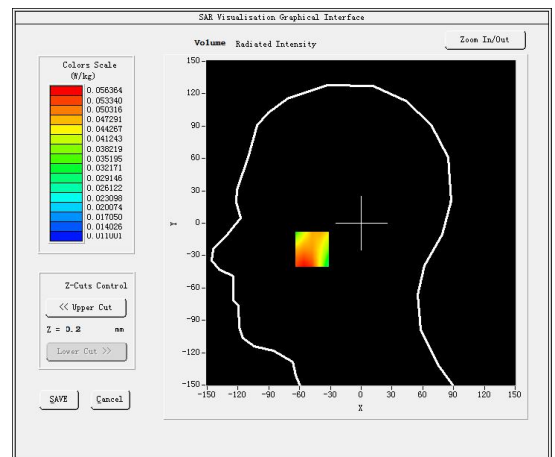 SAR Visualisation Graphical Interface
Volume Radiated Intensity
Zoom In/Out
Colors Scale
(W/kg)
0.056364
0.053340
0.050316
0.047291
0.044267
0.041243
0.038219
0.035195
0.032171
0.029146
0.026122
0.023098
0.020074
0.017050
0.014026
0.011001
Z-Cuts Control
<< Upper Cut
Z = 0.2 mm
Lower Cut >>
SAVE Cancel
150
120
90
60
30
0
-30
-60
-90
-120
-150
Y
-150 -120 -90 -60 -30 0 30 60 90 120 150
X